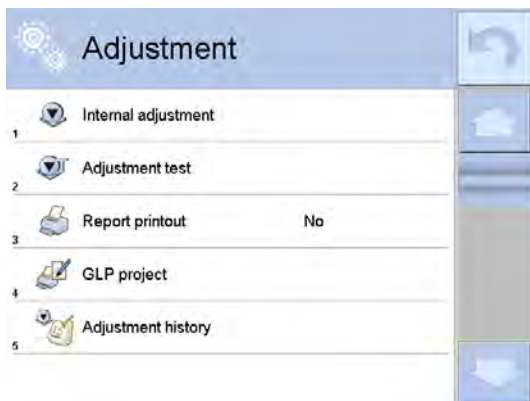 Adjustment
1 Internal adjustment
2 Adjustment test
3 Report printout No
4 GLP project
5 Adjustment history